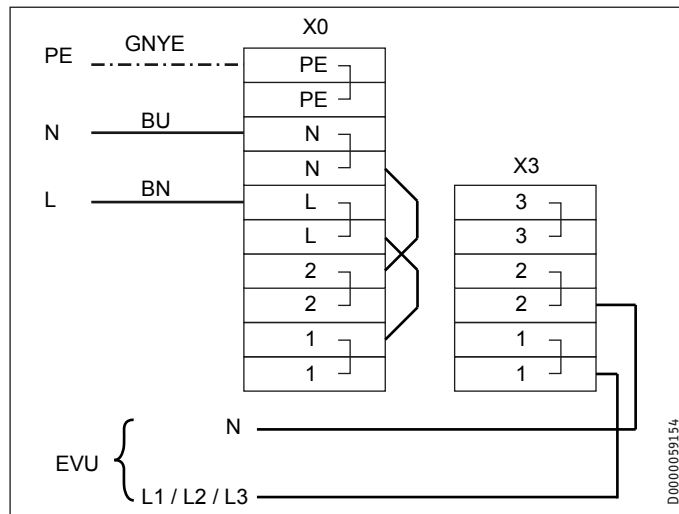 X0
PE GNYE PE
PE
N BU N
N X3
L BN L 3
L 3
2 2
2 2
1 1
1 1
N
EVU
L1 / L2 / L3
D0000059154